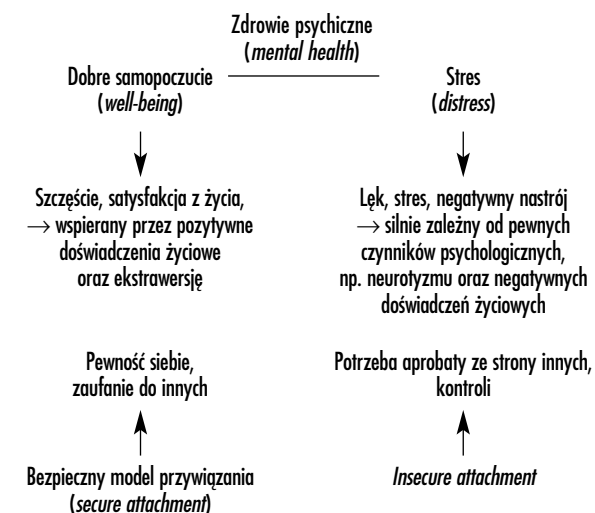 Zdrowie psychiczne
(mental health)
Dobre samopoczucie
(well-being)
Stres
(distress)
Szczęście, satysfakcja z życia,
→ wspierany przez pozytywne
doświadczenia życiowe
oraz ekstrawersję
Lęk, stres, negatywny nastrój
→ silnie zależny od pewnych
czynników psychologicznych,
np. neurotyzmu oraz negatywnych
doświadczeń życiowych
Pewność siebie,
zaufanie do innych
Potrzeba aprobaty ze strony innych,
kontroli
Bezpieczny model przywiązania
(secure attachment)
Insecure attachment